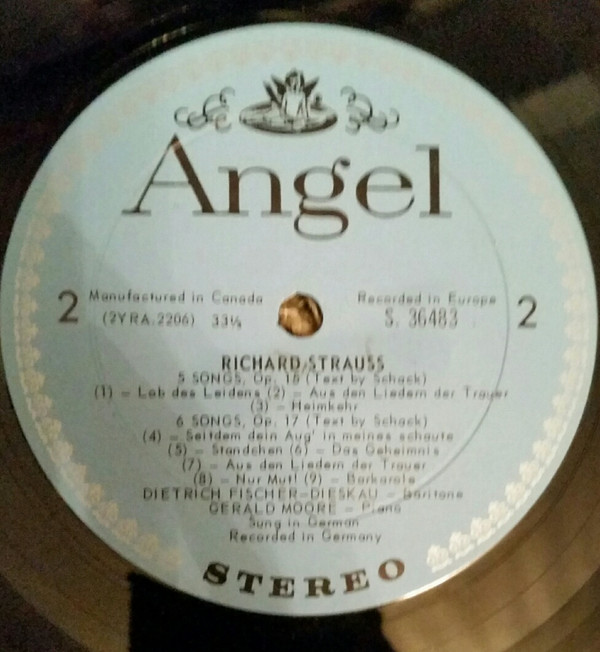 Angel
2 Manufactured in Canada Recorded in Europe 2
(2YRA.2206) 33⅓ S. 36483
RICHARD STRAUSS
5 SONGS, Op. 15 (Text by Schack)
(1) – Lob des Leidens (2) – Aus den Liedern der Trauer
(3) – Heimkehr
6 SONGS, Op. 17 (Text by Schack)
(4) – Seitdem dein Aug' in meines schaute
(5) – Standchen (6) – Das Geheimnis
(7) – Aus den Liedern der Trauer
(8) – Nur Mut! (9) – Barkarole
DIETRICH FISCHER-DIESKAU – Baritone
GERALD MOORE – Piano
Sung in German
Recorded in Germany
STEREO